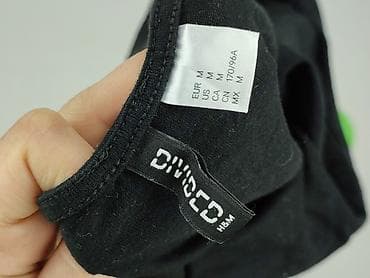 EUR M
US M
CA M
CN 170/96A
MX M
DIVIDED
H&M